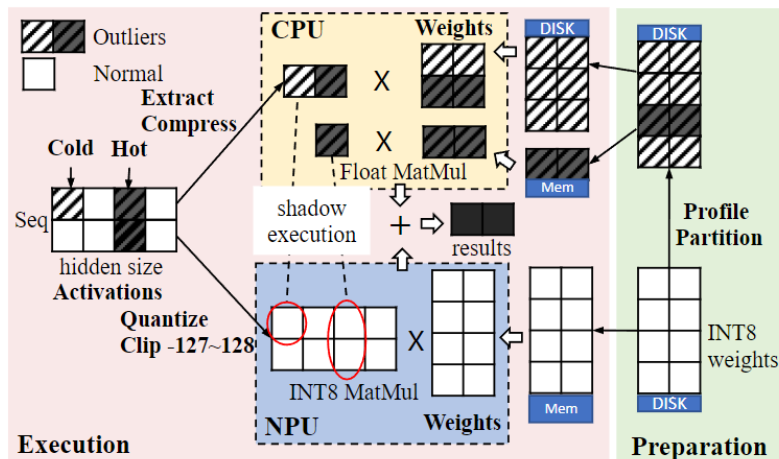 Outliers
Normal
CPU
Weights
DISK
DISK
Extract
Compress
X
Cold
Hot
X
Float MatMul
Mem
Seq
shadow
execution
+
results
Profile
Partition
hidden size
Activations
Quantize
Clip -127~128
X
INT8
weights
INT8 MatMul
NPU
Weights
Mem
DISK
Execution
Preparation